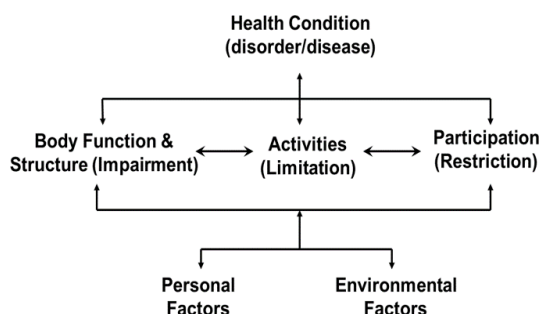 Health Condition
(disorder/disease)
Body Function &
Structure (Impairment)
Activities
(Limitation)
Participation
(Restriction)
Personal
Factors
Environmental
Factors